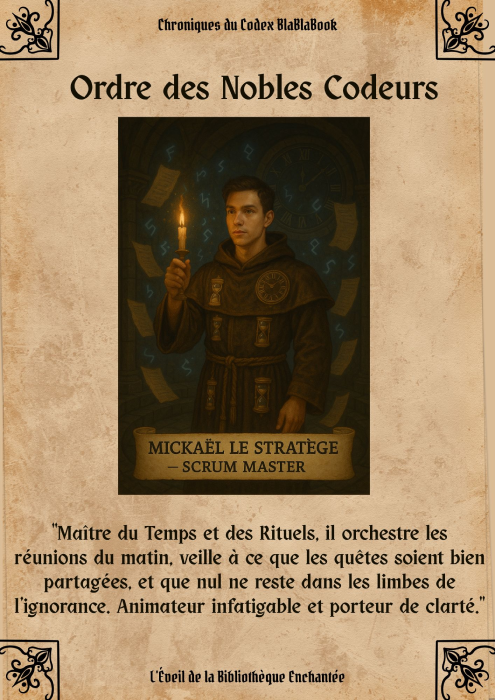 Chroniques du Codex BlaBlaBook
Ordre des Nobles Codeurs
MICKAËL LE STRATÈGE
— SCRUM MASTER
"Maître du Temps et des Rituels, il orchestre les
réunions du matin, veille à ce que les quêtes soient bien
partagées, et que nul ne reste dans les limbes de
l'ignorance. Animateur infatigable et porteur de clarté."
L'Éveil de la Bibliothèque Enchantée